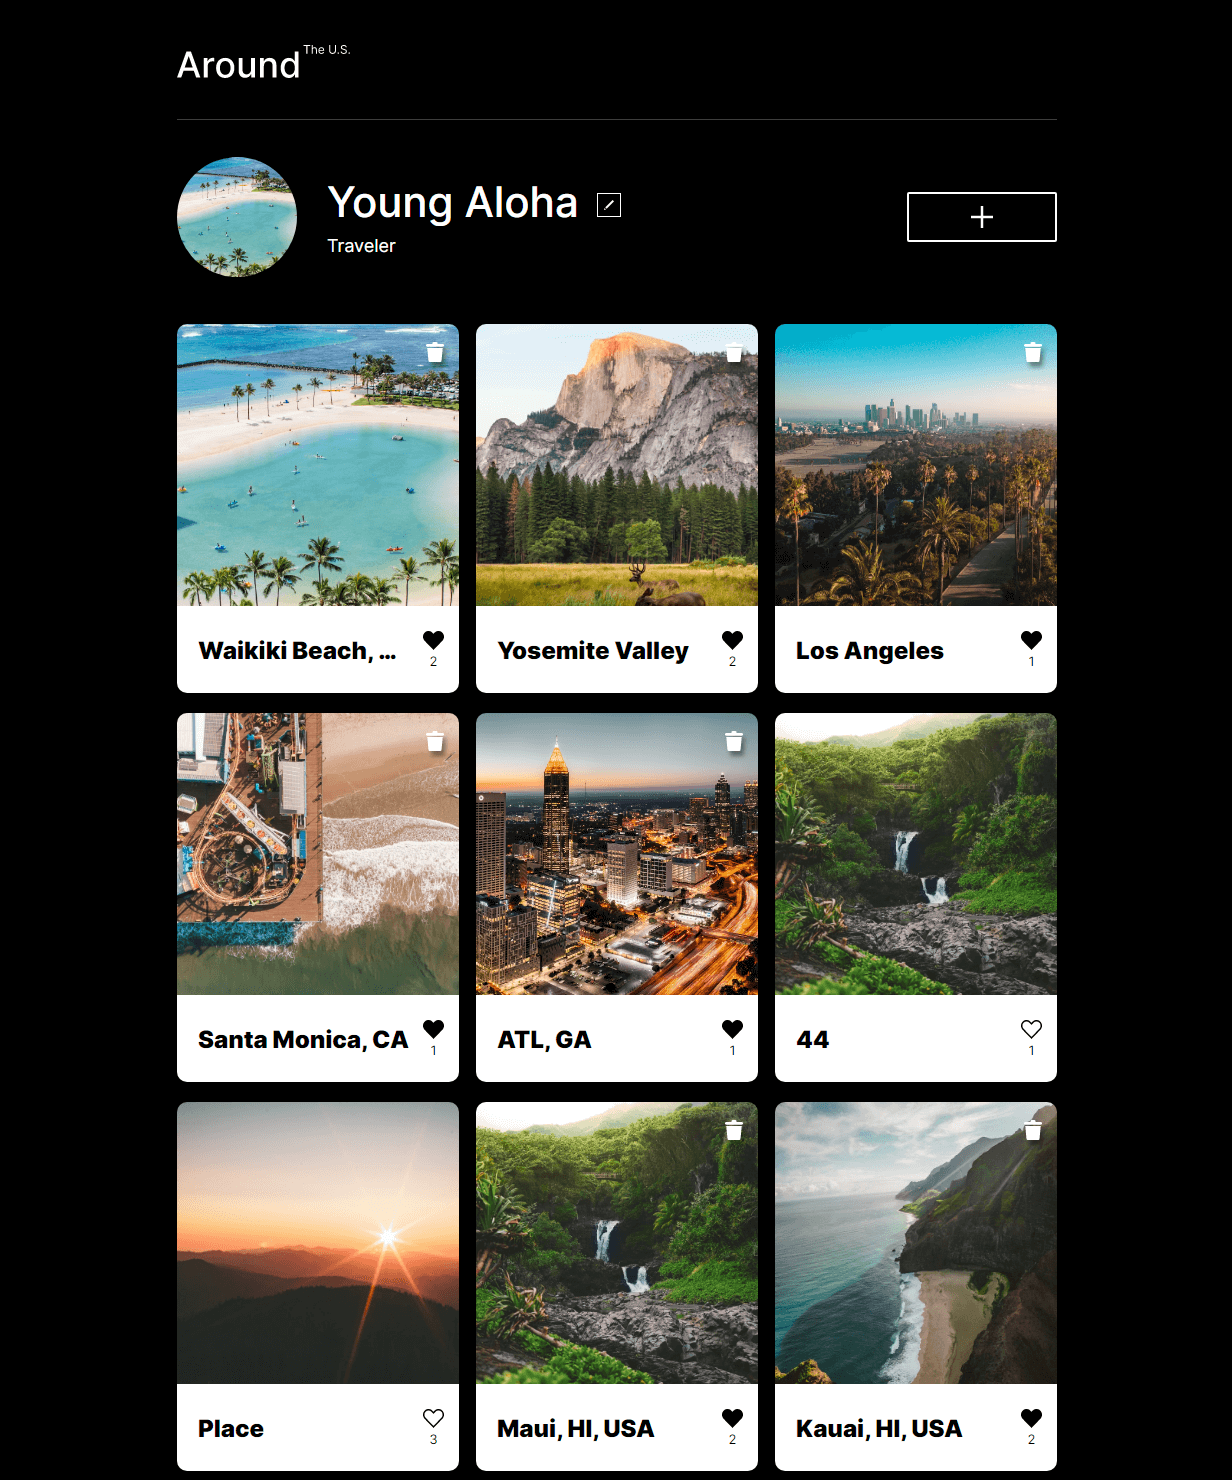 Around The U.S.
Young Aloha
Traveler
Waikiki Beach, ...
2
Yosemite Valley
2
Los Angeles
1
Santa Monica, CA
1
ATL, GA
1
44
1
Place
3
Maui, HI, USA
2
Kauai, HI, USA
2